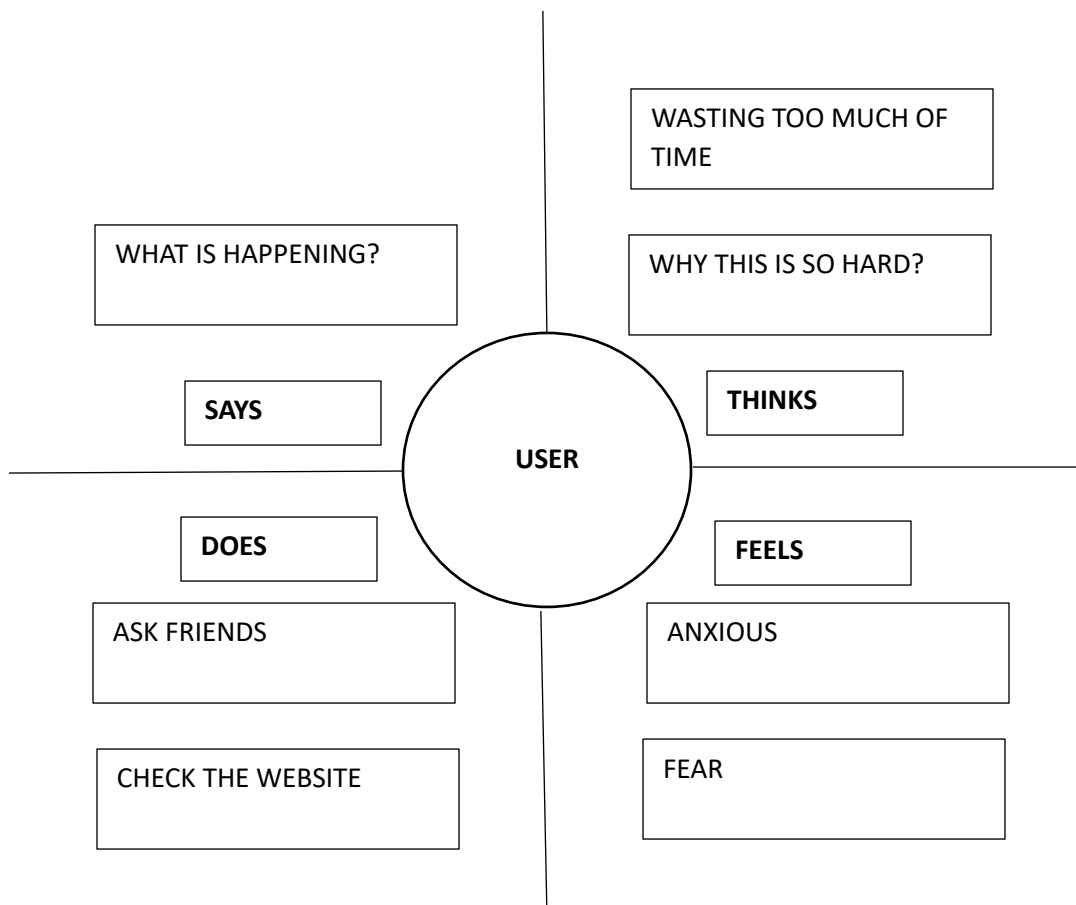 WASTING TOO MUCH OF
TIME
WHAT IS HAPPENING?
WHY THIS IS SO HARD?
SAYS
THINKS
USER
DOES
FEELS
ASK FRIENDS
ANXIOUS
CHECK THE WEBSITE
FEAR